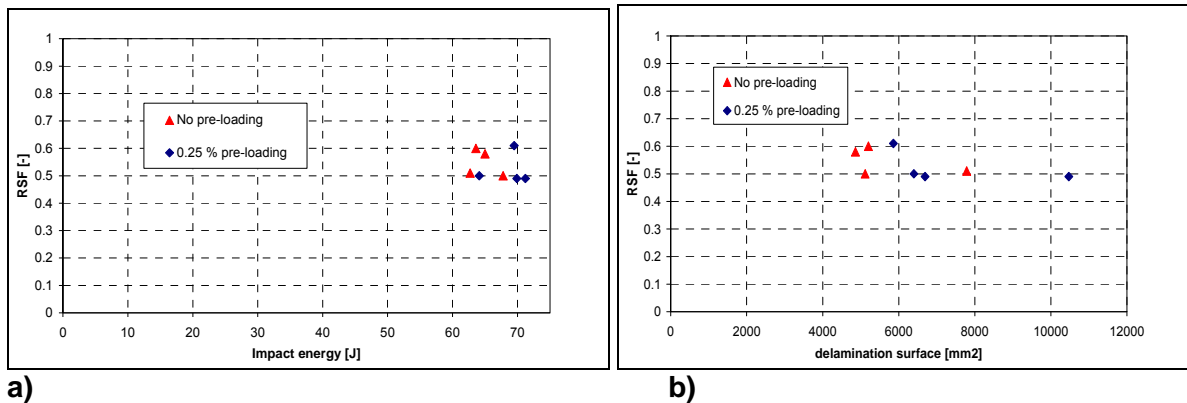 1
0.9
0.8
0.7
0.6
0.5
0.4
0.3
0.2
0.1
0
RSF [-]
No pre-loading
0.25 % pre-loading
0 10 20 30 40 50 60 70
Impact energy [J]
a)
1
0.9
0.8
0.7
0.6
0.5
0.4
0.3
0.2
0.1
0
RSF [-]
No pre-loading
0.25 % pre-loading
0 2000 4000 6000 8000 10000 12000
delamination surface [mm2]
b)